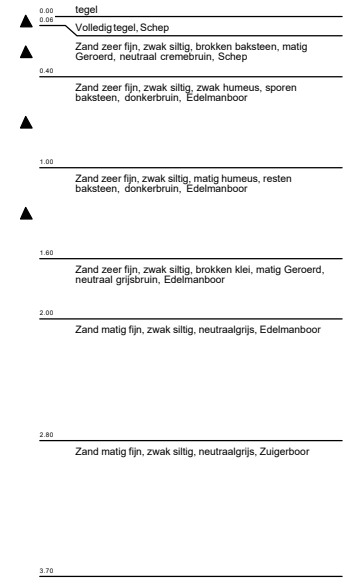 0.00 tegel
0.06
Volledig tegel, Schep
Zand zeer fijn, zwak siltig, brokken baksteen, matig
Geroerd, neutraal cremebruin, Schep
0.40
Zand zeer fijn, zwak siltig, zwak humeus, sporen
baksteen, donkerbruin, Edelmanboor
1.00
Zand zeer fijn, zwak siltig, matig humeus, resten
baksteen, donkerbruin, Edelmanboor
1.60
Zand zeer fijn, zwak siltig, brokken klei, matig Geroerd,
neutraal grijsbruin, Edelmanboor
2.00
Zand matig fijn, zwak siltig, neutraalgrijs, Edelmanboor
2.80
Zand matig fijn, zwak siltig, neutraalgrijs, Zuigerboor
3.70